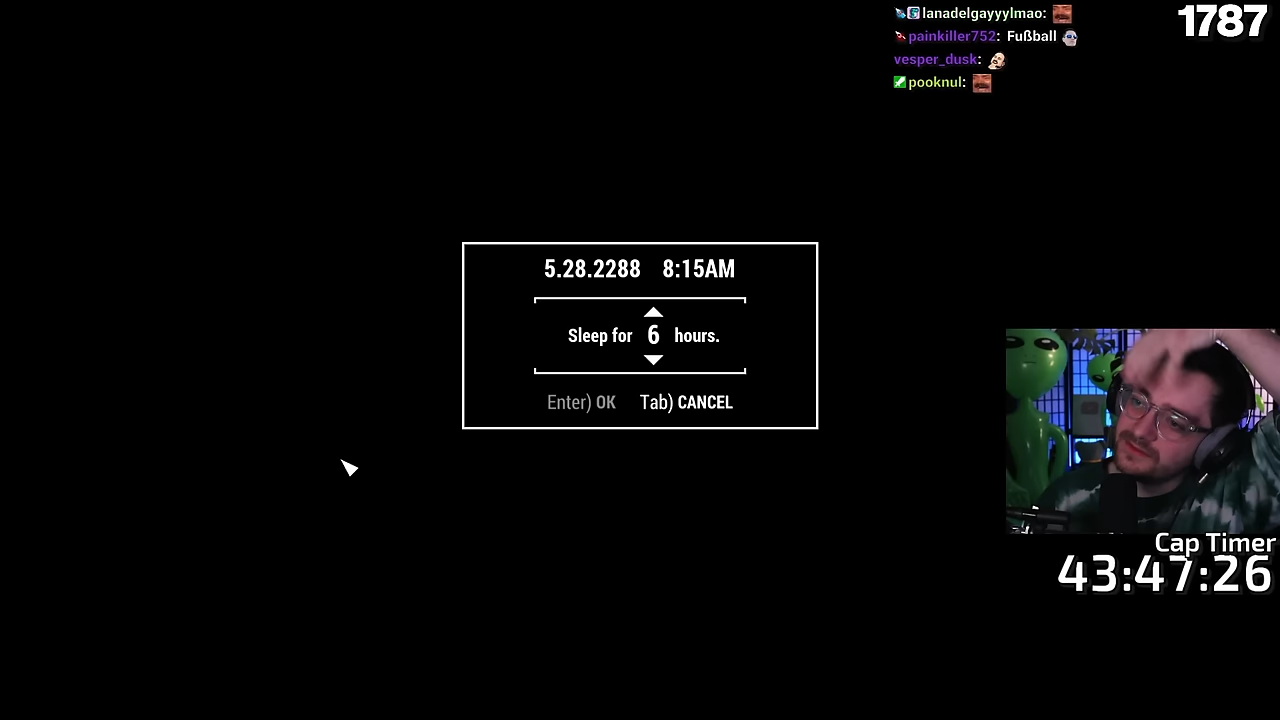 lanadelgayyylmao:
1787
painkiller752: Fußball
vesper_dusk:
pooknul:
5.28.2288 8:15AM
Sleep for 6 hours.
Enter) OK Tab) CANCEL
Cap Timer
43:47:26